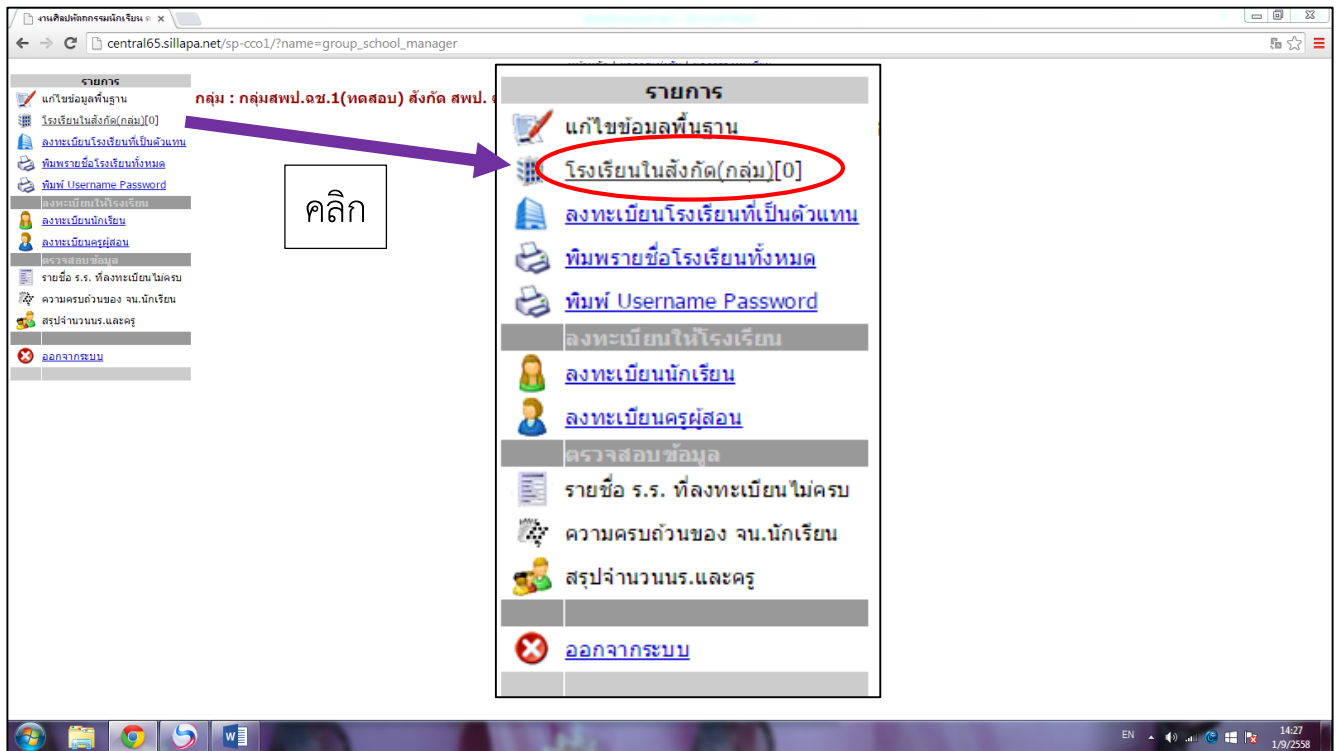 งานศิลปหัตถกรรมนักเรียน ค
central65.sillapa.net/sp-cco1/?name=group_school_manager
รายการ
แก้ไขข้อมูลพื้นฐาน
โรงเรียนในสังกัด(กลุ่ม)[0]
ลงทะเบียนโรงเรียนที่เป็นตัวแทน
พิมพรายชื่อโรงเรียนทั้งหมด
พิมพ์ Username Password
ลงทะเบียนให้โรงเรียน
ลงทะเบียนนักเรียน
ลงทะเบียนครูผู้สอน
ตรวจสอบข้อมูล
รายชื่อ ร.ร. ที่ลงทะเบียนไม่ครบ
ความครบถ้วนของ จน.นักเรียน
สรุปจำนวนนร.และครู
ออกจากระบบ
กลุ่ม : กลุ่มสพป.ฉช.1(ทดสอบ) สังกัด สพป.
คลิก
รายการ
แก้ไขข้อมูลพื้นฐาน
โรงเรียนในสังกัด(กลุ่ม)[0]
ลงทะเบียนโรงเรียนที่เป็นตัวแทน
พิมพรายชื่อโรงเรียนทั้งหมด
พิมพ์ Username Password
ลงทะเบียนให้โรงเรียน
ลงทะเบียนนักเรียน
ลงทะเบียนครูผู้สอน
ตรวจสอบข้อมูล
รายชื่อ ร.ร. ที่ลงทะเบียนไม่ครบ
ความครบถ้วนของ จน.นักเรียน
สรุปจำนวนนร.และครู
ออกจากระบบ
EN
14:27
1/9/2558